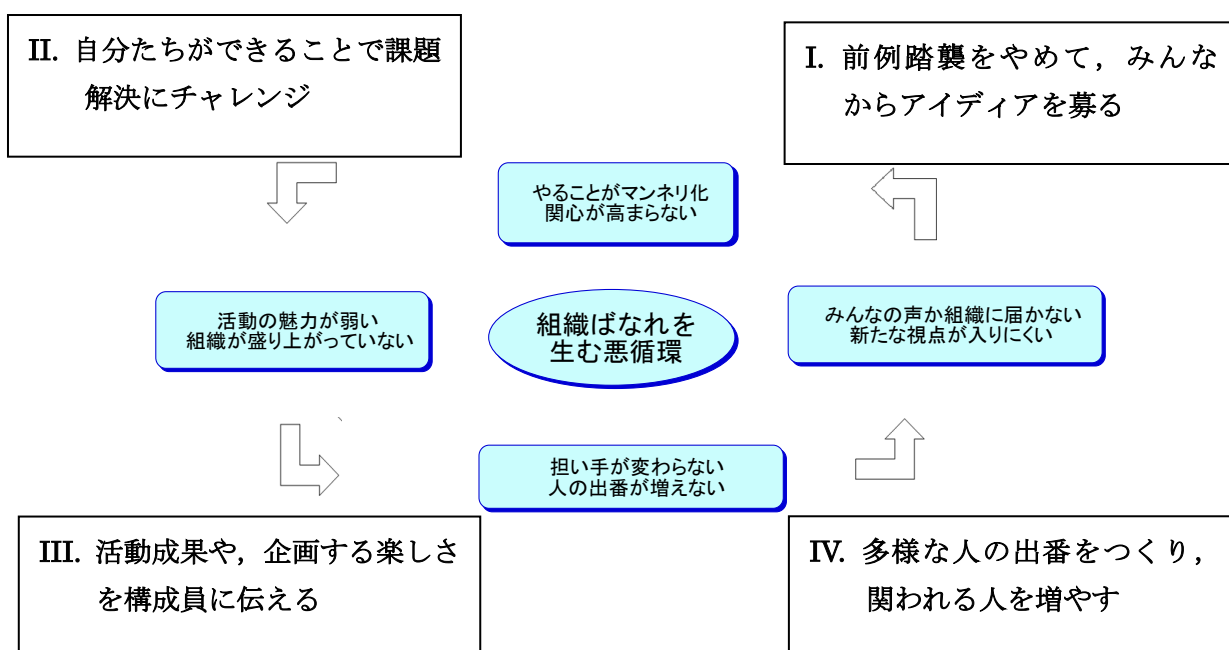 II. 自分たちができることで課題
解決にチャレンジ
I. 前例踏襲をやめて，みんな
からアイディアを募る
やることがマンネリ化
関心が高まらない
活動の魅力が弱い
組織が盛り上がっていない
組織ばなれを
生む悪循環
みんなの声か組織に届かない
新たな視点が入りにくい
担い手が変わらない
人の出番が増えない
III. 活動成果や，企画する楽しさ
を構成員に伝える
IV. 多様な人の出番をつくり，
関われる人を増やす